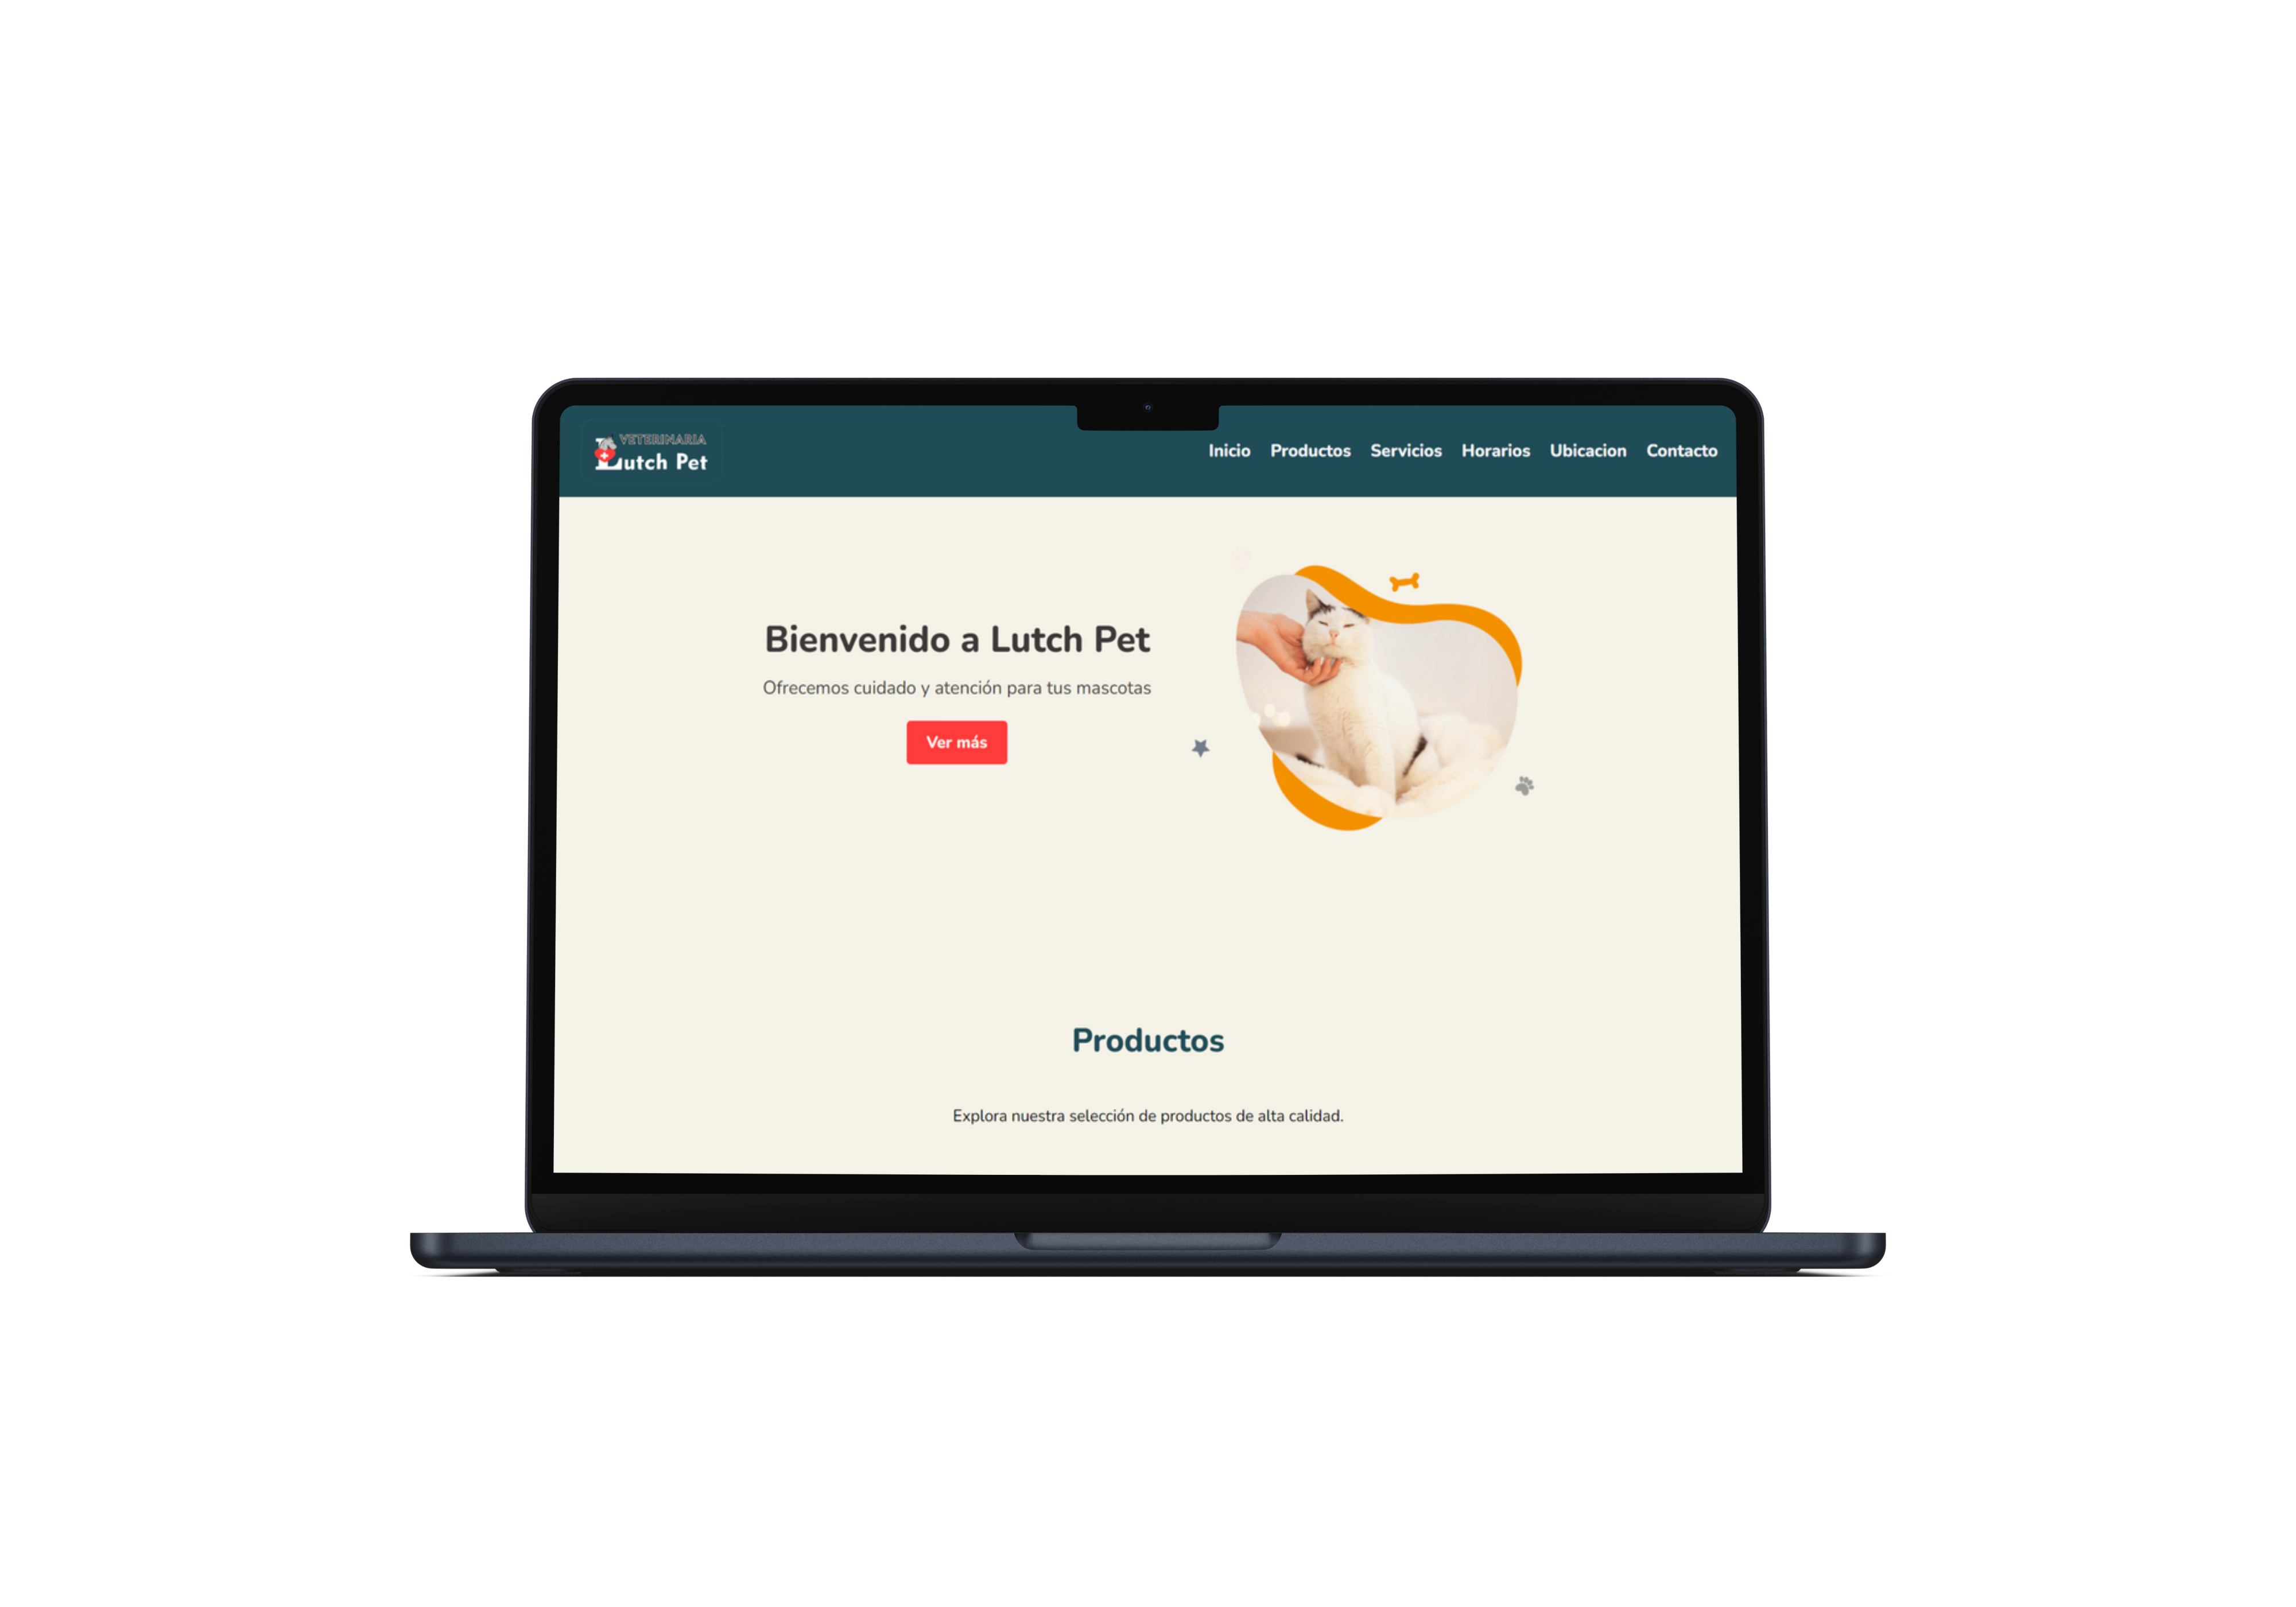 VETERINARIA
Lutch Pet
Inicio Productos Servicios Horarios Ubicacion Contacto
Bienvenido a Lutch Pet
Ofrecemos cuidado y atención para tus mascotas
Ver más
Productos
Explora nuestra selección de productos de alta calidad.